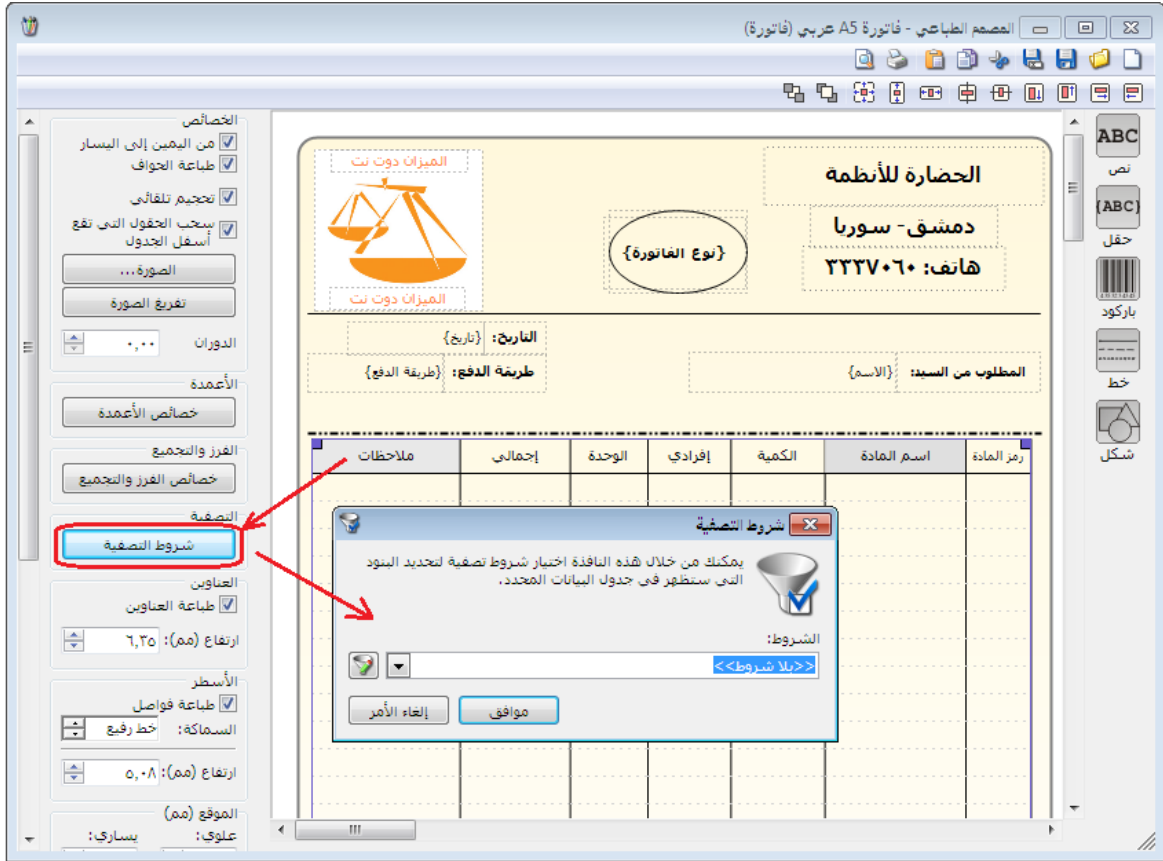 المصمم الطباعي - فاتورة A5 عربي (فاتورة)
ABC
نص
{ABC}
حقل
باركود
خط
شكل
الحضارة للأنظمة
دمشق- سوريا
هاتف: ٣٣٣٧٠٦٠
{نوع الفاتورة}
الميزان دوت نت
الميزان دوت نت
التاريخ: {تاريخ}
المطلوب من السيد: {الاسم}
طريقة الدفع: {طريقة الدفع}
رمز المادة
اسم المادة
الكمية
إفرادي
الوحدة
إجمالي
ملاحظات
شروط التصفية
يمكنك من خلال هذه النافذة اختيار شروط تصفية لتحديد البنود
التي ستظهر في جدول البيانات المحدد.
الشروط:
<<بلا شروط>>
موافق
إلغاء الأمر
الخصائص
من اليمين إلى اليسار
طباعة الحواف
تحجيم تلقائي
سحب الحقول التي تقع
أسفل الجدول
الصورة...
تفريغ الصورة
الدوران ٠,٠٠
الأعمدة
خصائص الأعمدة
الفرز والتجميع
خصائص الفرز والتجميع
التصفية
شروط التصفية
العناوين
طباعة العناوين
ارتفاع (مم): ٦,٣٥
الأسطر
طباعة فواصل
السماكة: خط رفيع
ارتفاع (مم): ٥,٠٨
الموقع (مم)
علوي: يساري: